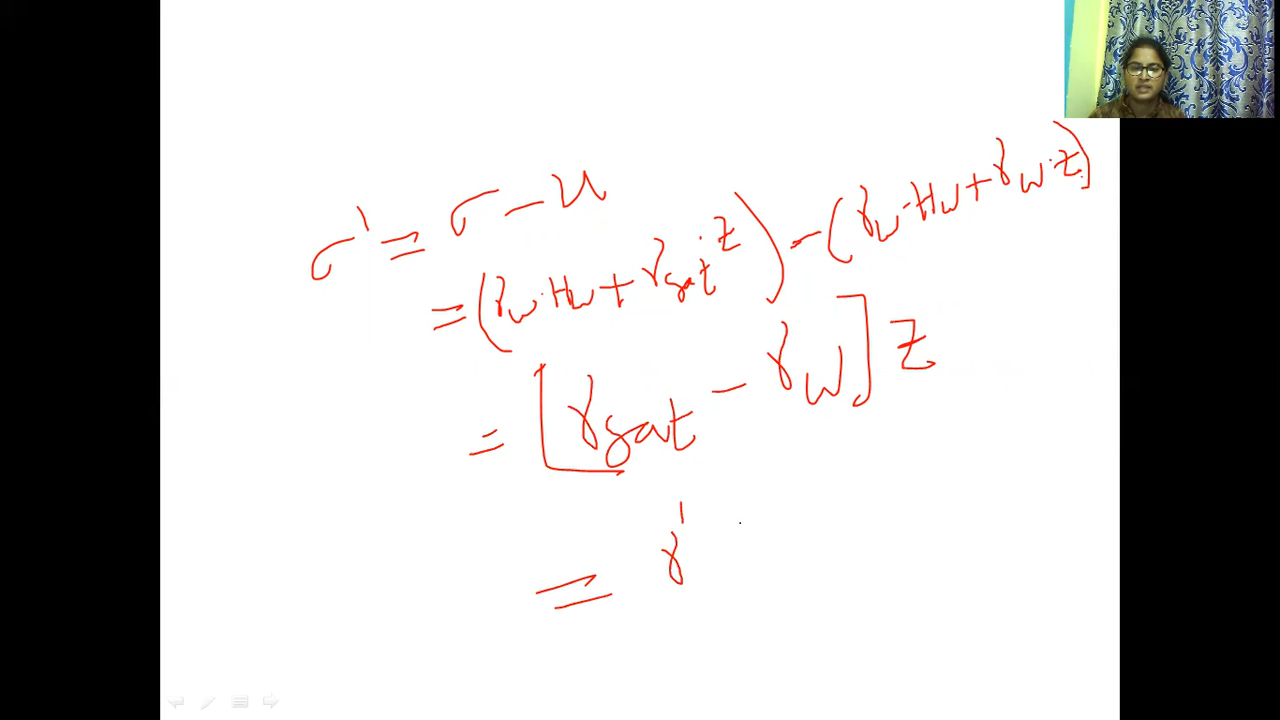 σ' = σ - u
= (γw·Hw + γsat·z) - (γw·Hw + γw·z)
= [γsat - γw] z
= γ'